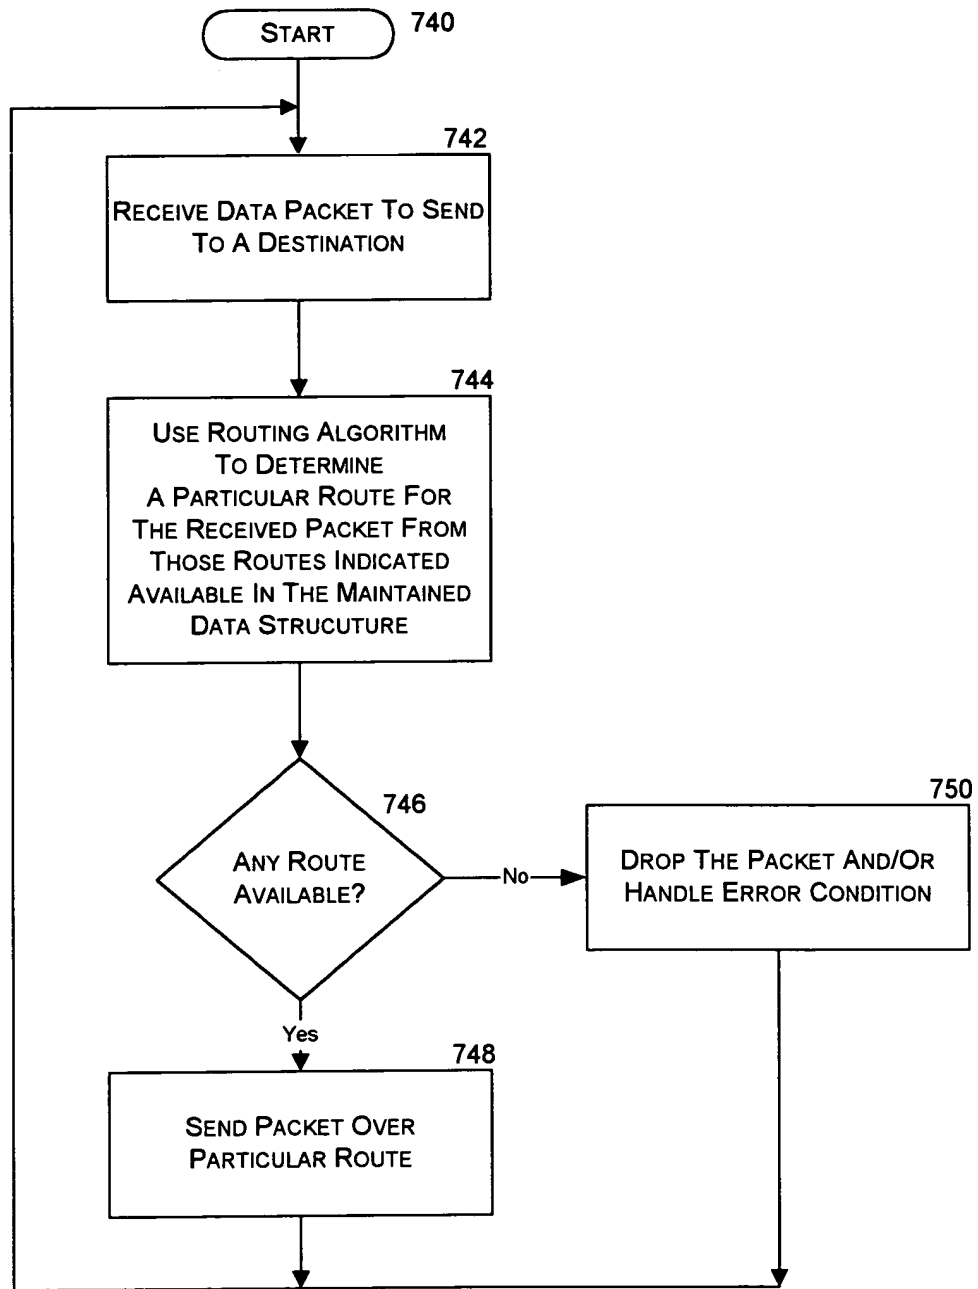 START
740
742
RECEIVE DATA PACKET TO SEND
TO A DESTINATION
744
USE ROUTING ALGORITHM
TO DETERMINE
A PARTICULAR ROUTE FOR
THE RECEIVED PACKET FROM
THOSE ROUTES INDICATED
AVAILABLE IN THE MAINTAINED
DATA STRUCUTURE
746
ANY ROUTE
AVAILABLE?
No
750
DROP THE PACKET AND/OR
HANDLE ERROR CONDITION
Yes
748
SEND PACKET OVER
PARTICULAR ROUTE